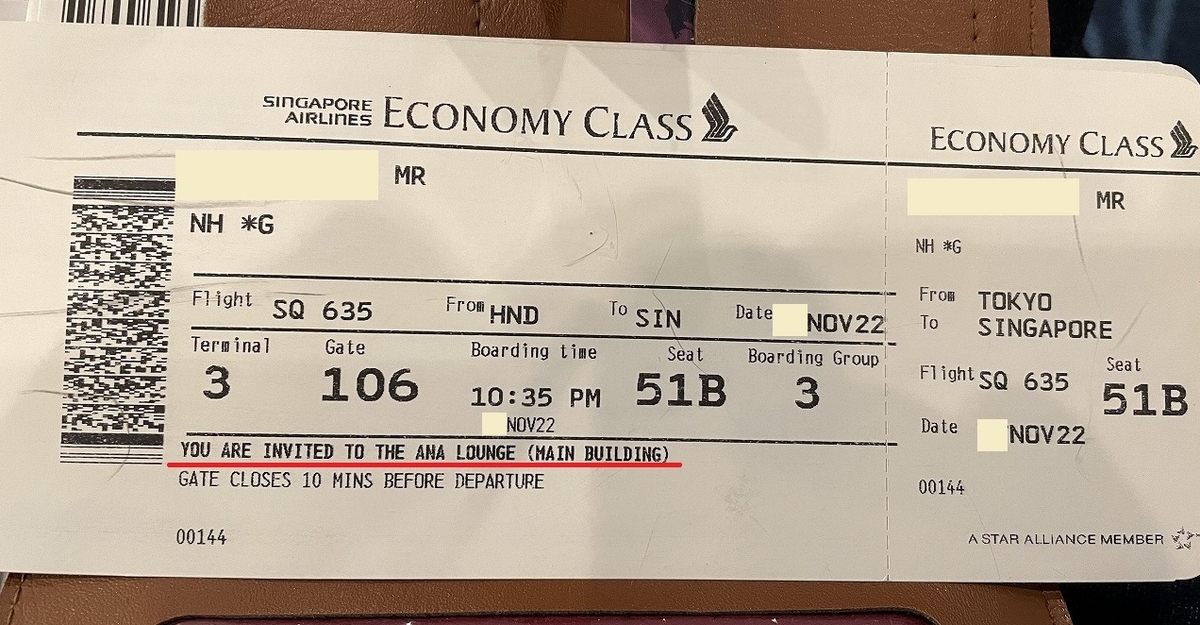 SINGAPORE AIRLINES ECONOMY CLASS
MR
NH *G
Flight SQ 635 From HND To SIN Date NOV22
Terminal Gate Boarding time Seat Boarding Group
3 106 10:35 PM 51B 3
NOV22
YOU ARE INVITED TO THE ANA LOUNGE (MAIN BUILDING)
GATE CLOSES 10 MINS BEFORE DEPARTURE
00144
ECONOMY CLASS
MR
NH *G
From TOKYO
To SINGAPORE
Flight SQ 635 Seat
51B
Date NOV22
00144
A STAR ALLIANCE MEMBER